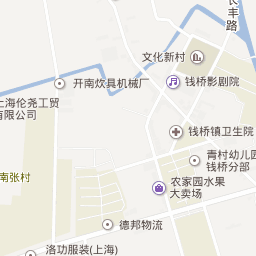 长丰路
文化新村
钱桥影剧院
开南炊具机械厂
上海伦尧工贸
有限公司
钱桥镇卫生院
青村幼儿园
钱桥分部
南张村
农家园水果
大卖场
德邦物流
洛功服装(上海)